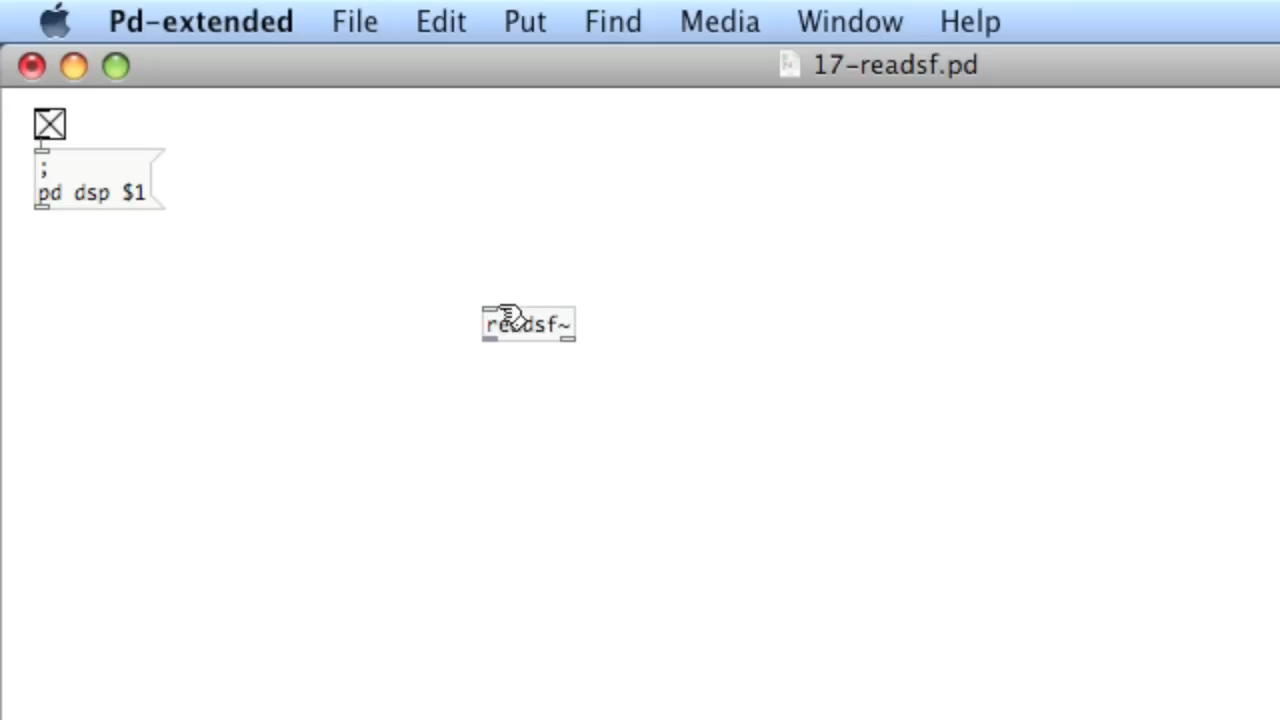 Pd-extended File Edit Put Find Media Window Help
17-readsf.pd
;
pd dsp $1
readsf~